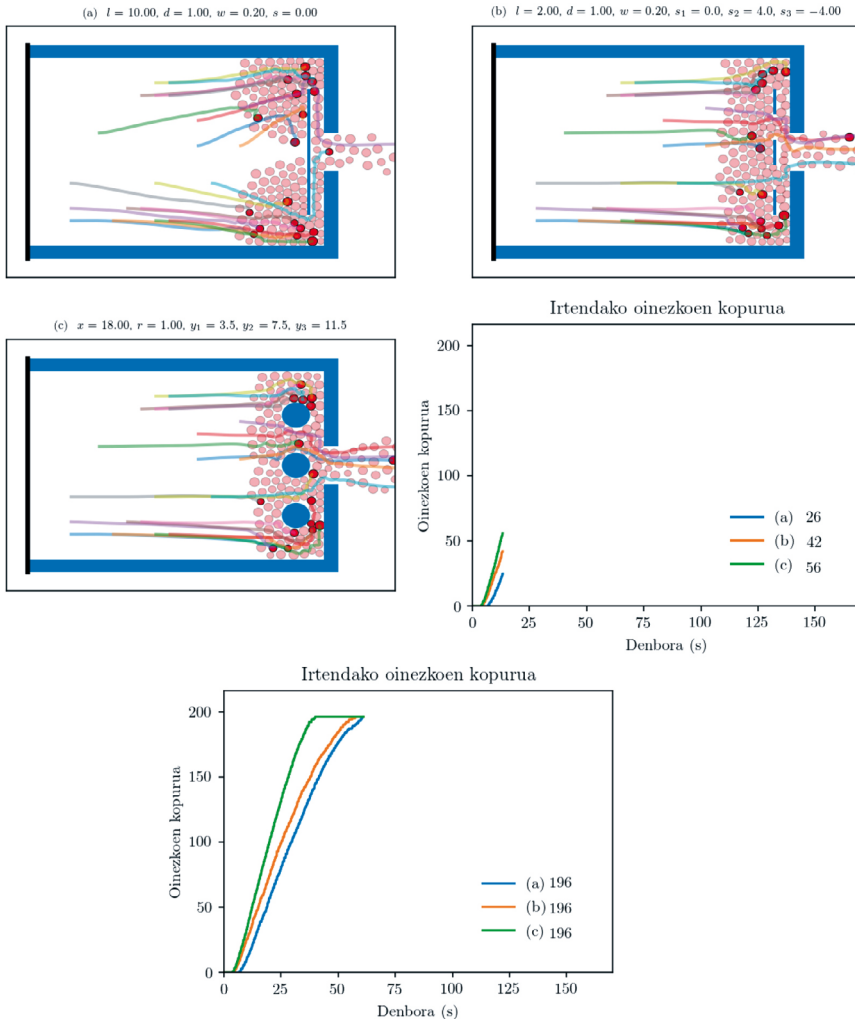 (a) l = 10.00, d = 1.00, w = 0.20, s = 0.00
(b) l = 2.00, d = 1.00, w = 0.20, s₁ = 0.0, s₂ = 4.0, s₃ = −4.00
(c) x = 18.00, r = 1.00, y₁ = 3.5, y₂ = 7.5, y₃ = 11.5
Irtendako oinezkoen kopurua
Oinezkoen kopurua
200
150
100
50
0
(a) 26
(b) 42
(c) 56
0 25 50 75 100 125 150
Denbora (s)
Irtendako oinezkoen kopurua
Oinezkoen kopurua
200
150
100
50
0
(a) 196
(b) 196
(c) 196
0 25 50 75 100 125 150
Denbora (s)